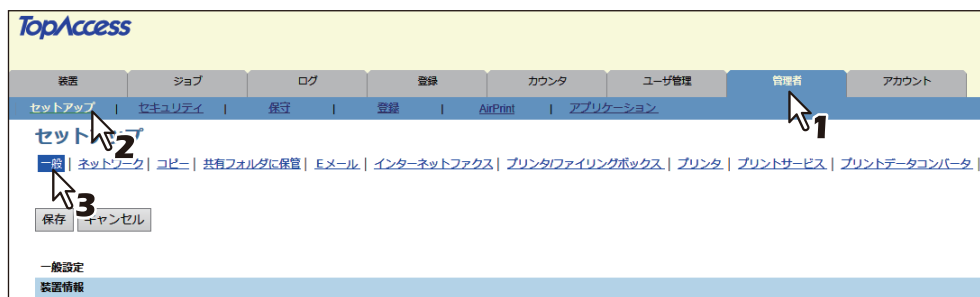 TopAccess
装置 ジョブ ログ 登録 カウンタ ユーザ管理 管理者 アカウント
セットアップ | セキュリティ | 保守 | 登録 | AirPrint | アプリケーション
1
セットアップ
2
一般 | ネットワーク | コピー | 共有フォルダに保管 | Eメール | インターネットファクス | プリンタ/ファイリングボックス | プリンタ | プリントサービス | プリントデータコンバータ |
3
保存 キャンセル
一般設定
装置情報